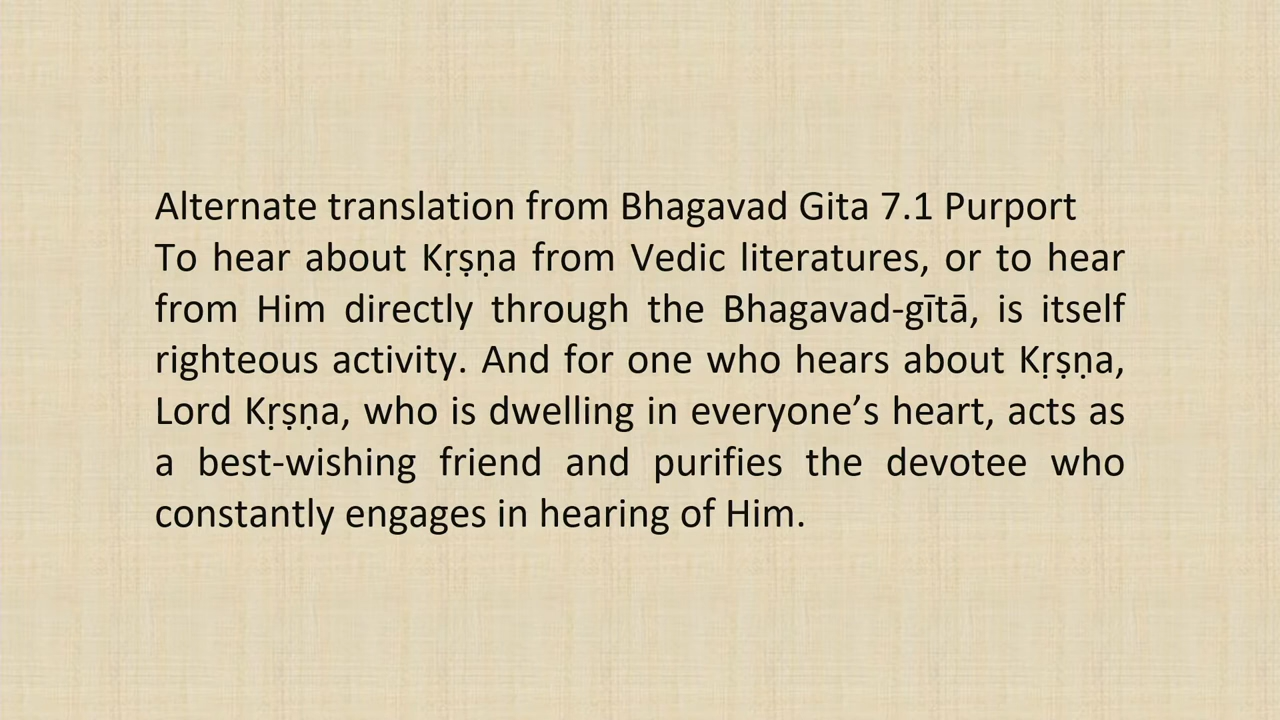 Alternate translation from Bhagavad Gita 7.1 Purport
To hear about Kṛṣṇa from Vedic literatures, or to hear
from Him directly through the Bhagavad-gītā, is itself
righteous activity. And for one who hears about Kṛṣṇa,
Lord Kṛṣṇa, who is dwelling in everyone’s heart, acts as
a best-wishing friend and purifies the devotee who
constantly engages in hearing of Him.